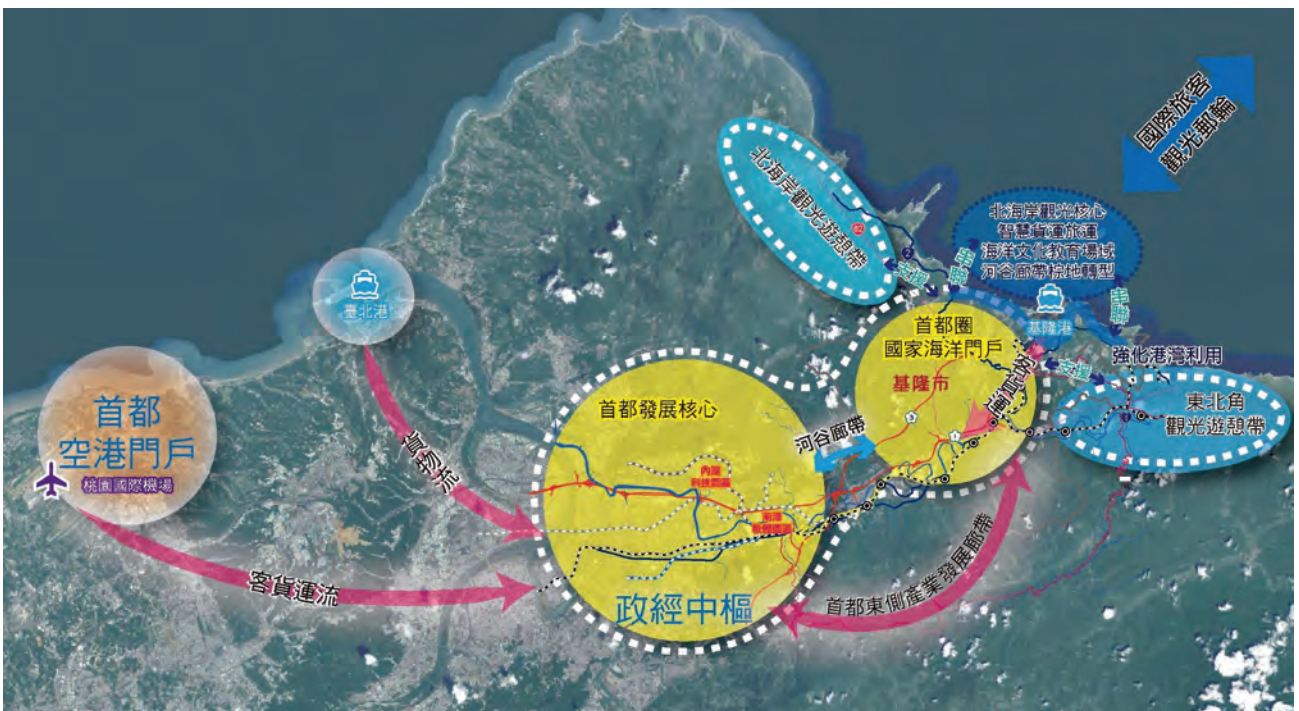 國際旅客
觀光郵輪
北海岸觀光遊憩帶
62
2
支援
串聯
北海岸觀光核心
智慧貨運旅運
海洋文化教育場域
河谷廊帶棕地轉型
串聯
基隆港
臺北港
首都圈
國家海洋門戶
基隆市
客貨運
3
1
支援
強化港灣利用
東北角
觀光遊憩帶
首都
空港門戶
桃園國際機場
貨物流
客貨運流
首都發展核心
內湖
科技園區
南港
軟體園區
政經中樞
河谷廊帶
首都東側產業發展廊帶